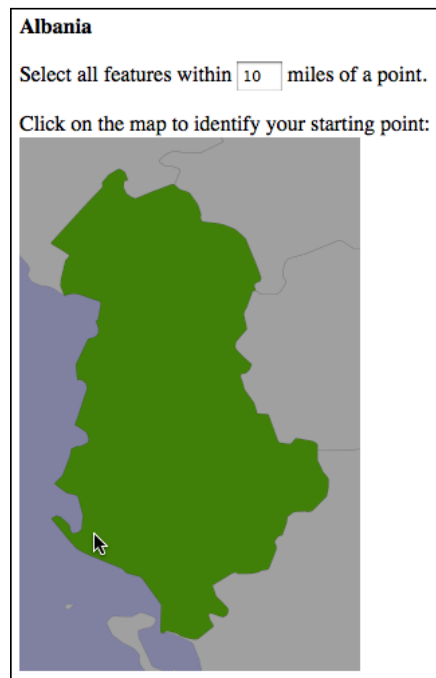 Albania
Select all features within 10 miles of a point.
Click on the map to identify your starting point: